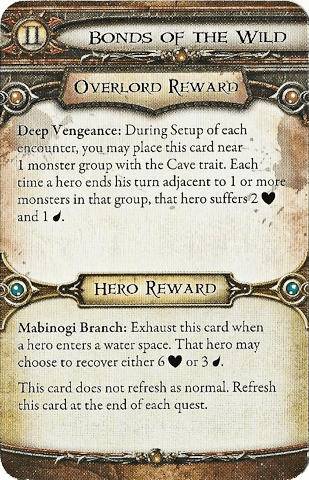 II
BONDS OF THE WILD
OVERLORD REWARD
Deep Vengeance: During Setup of each
encounter, you may place this card near
1 monster group with the Cave trait. Each
time a hero ends his turn adjacent to 1 or more
monsters in that group, that hero suffers 2 ♥
and 1 .
HERO REWARD
Mabinogi Branch: Exhaust this card when
a hero enters a water space. That hero may
choose to recover either 6 ♥ or 3 .
This card does not refresh as normal. Refresh
this card at the end of each quest.